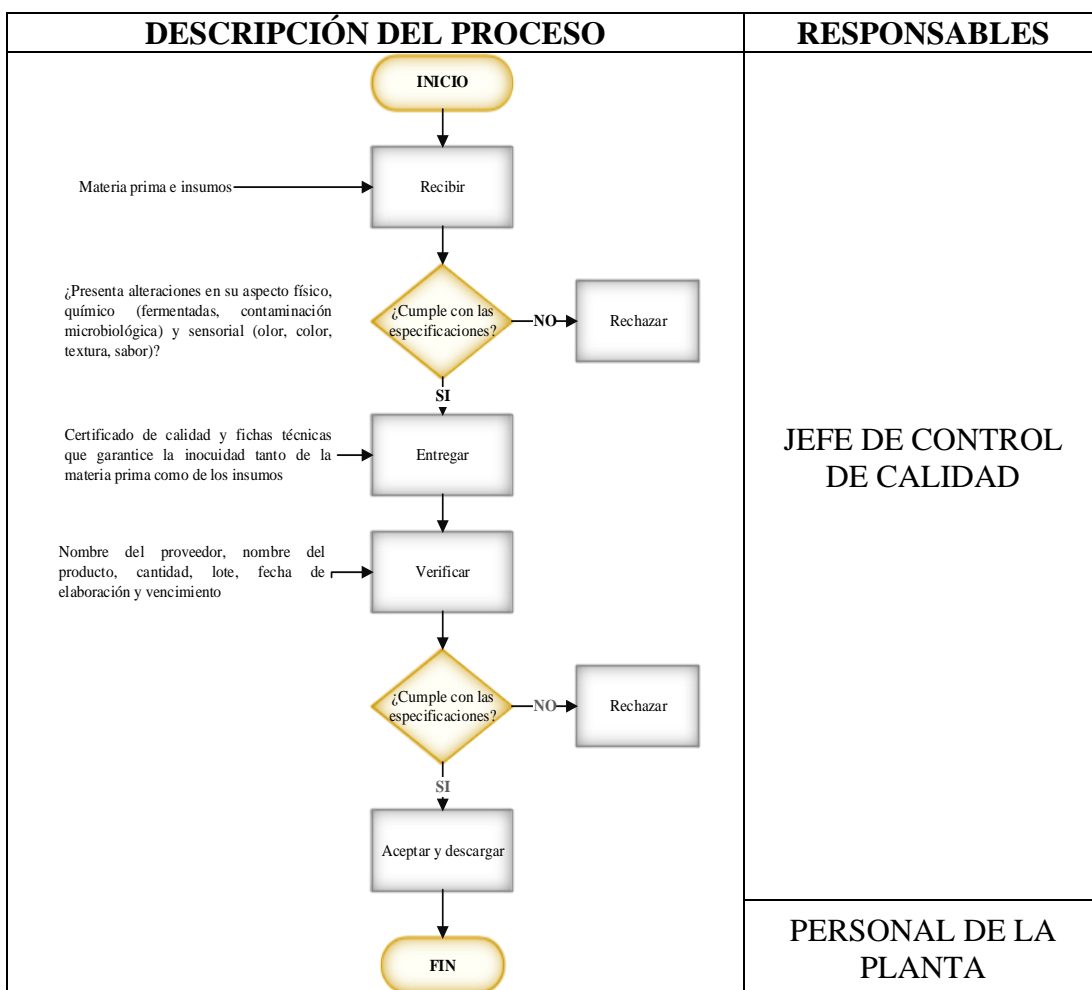 DESCRIPCIÓN DEL PROCESO
RESPONSABLES
INICIO
Materia prima e insumos
Recibir
¿Presenta alteraciones en su aspecto físico,
químico (fermentadas, contaminación
microbiológica) y sensorial (olor, color,
textura, sabor)?
¿Cumple con las
especificaciones?
NO
Rechazar
SI
Certificado de calidad y fichas técnicas
que garantice la inocuidad tanto de la
materia prima como de los insumos
Entregar
JEFE DE CONTROL
DE CALIDAD
Nombre del proveedor, nombre del
producto, cantidad, lote, fecha de
elaboración y vencimiento
Verificar
¿Cumple con las
especificaciones?
NO
Rechazar
SI
Aceptar y descargar
FIN
PERSONAL DE LA
PLANTA